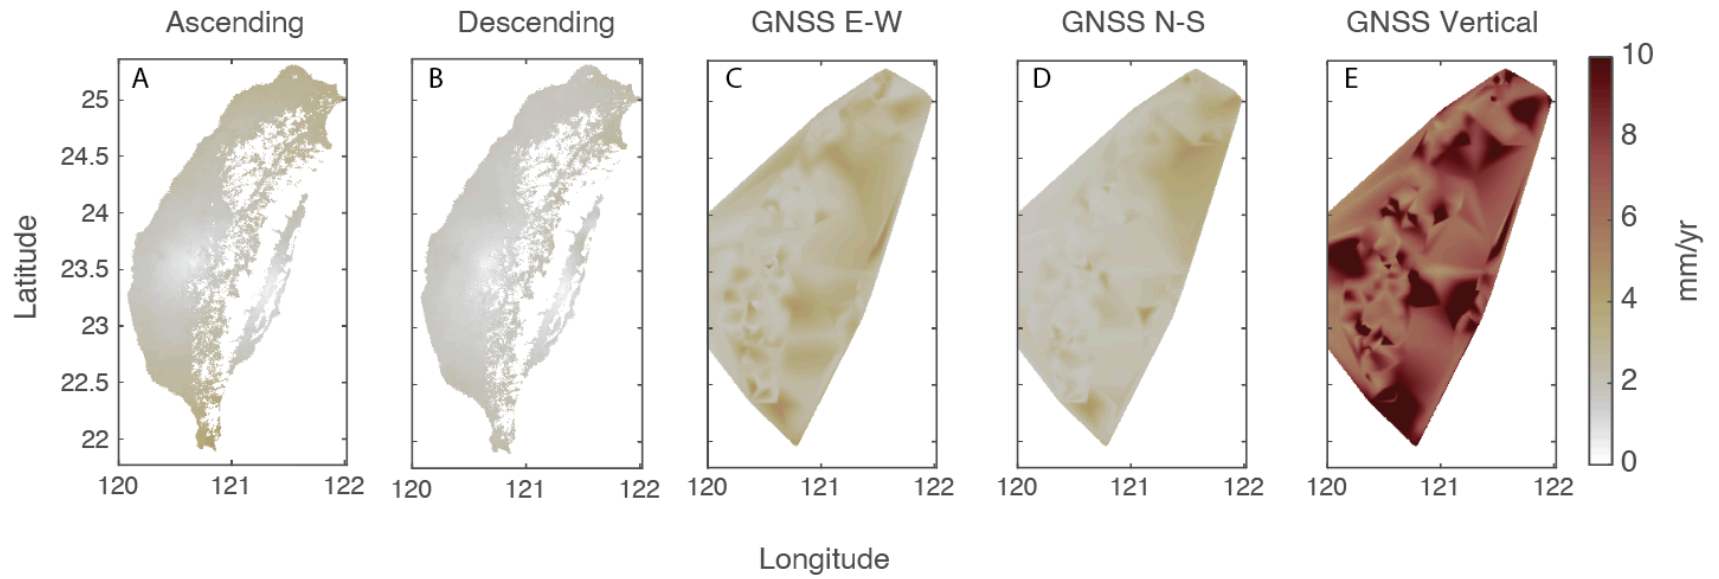 Ascending Descending GNSS E-W GNSS N-S GNSS Vertical
A B C D E
10
8
6
4
2
0
mm/yr
Latitude
25
24.5
24
23.5
23
22.5
22
120 121 122 120 121 122 120 121 122 120 121 122 120 121 122
Longitude